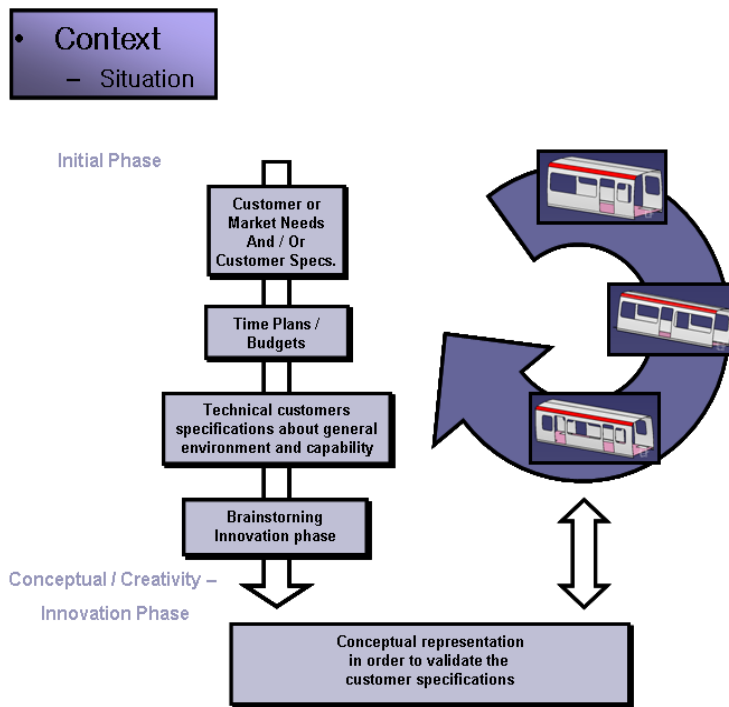 • Context
– Situation
Initial Phase
Customer or
Market Needs
And / Or
Customer Specs.
Time Plans /
Budgets
Technical customers
specifications about general
environment and capability
Brainstorning
Innovation phase
Conceptual / Creativity –
Innovation Phase
Conceptual representation
in order to validate the
customer specifications